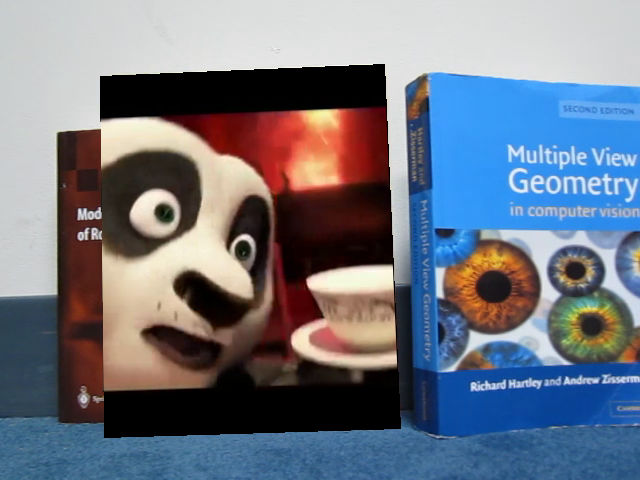 Mod
of Ro
SECOND EDITION
Multiple View
Geometry
in computer vision
Richard Hartley and Andrew Zisserm
Hartley and
Zisserman
Multiple View Geometry